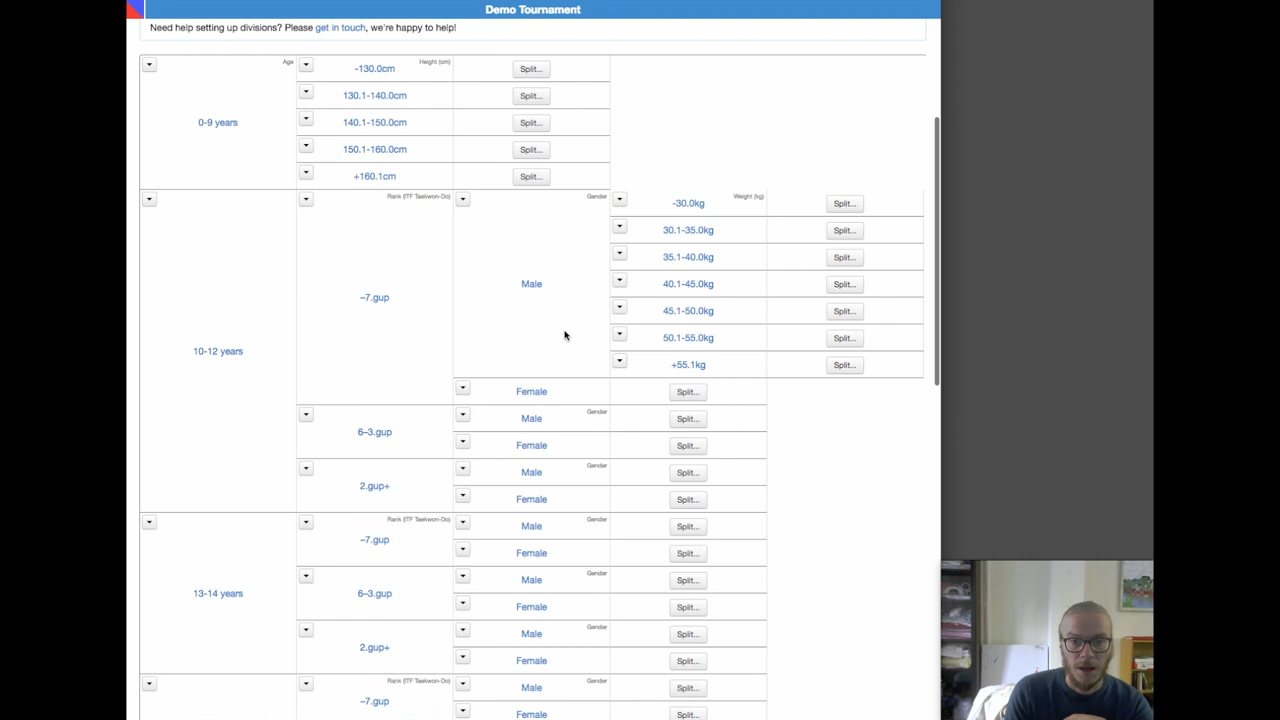 Demo Tournament
Need help setting up divisions? Please get in touch, we're happy to help!
Age
Height (cm)
-130.0cm
Split...
130.1-140.0cm
Split...
0-9 years
140.1-150.0cm
Split...
150.1-160.0cm
Split...
+160.1cm
Split...
Rank (ITF Taekwon-Do)
Gender
Weight (kg)
-30.0kg
Split...
30.1-35.0kg
Split...
35.1-40.0kg
Split...
Male
40.1-45.0kg
Split...
–7.gup
45.1-50.0kg
Split...
50.1-55.0kg
Split...
10-12 years
+55.1kg
Split...
Female
Split...
Gender
Male
Split...
6–3.gup
Female
Split...
Gender
Male
Split...
2.gup+
Female
Split...
Rank (ITF Taekwon-Do)
Gender
Male
Split...
–7.gup
Female
Split...
Gender
Male
Split...
13-14 years
6–3.gup
Female
Split...
Gender
Male
Split...
2.gup+
Female
Split...
Rank (ITF Taekwon-Do)
Gender
Male
Split...
–7.gup
Female
Split...